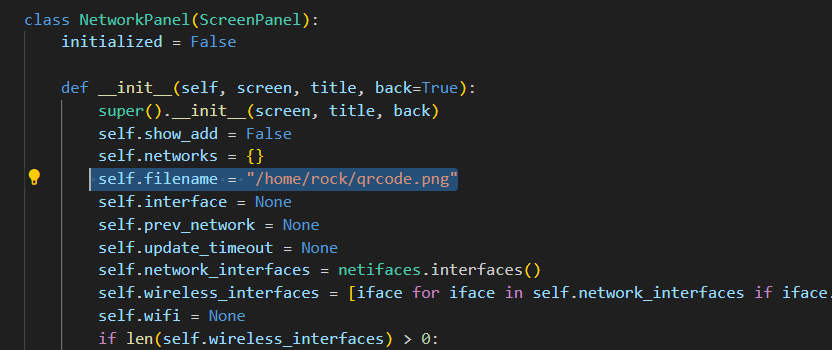 class NetworkPanel(ScreenPanel):
    initialized = False

    def __init__(self, screen, title, back=True):
        super().__init__(screen, title, back)
        self.show_add = False
        self.networks = {}
        self.filename = "/home/rock/qrcode.png"
        self.interface = None
        self.prev_network = None
        self.update_timeout = None
        self.network_interfaces = netifaces.interfaces()
        self.wireless_interfaces = [iface for iface in self.network_interfaces if iface.
        self.wifi = None
        if len(self.wireless_interfaces) > 0: